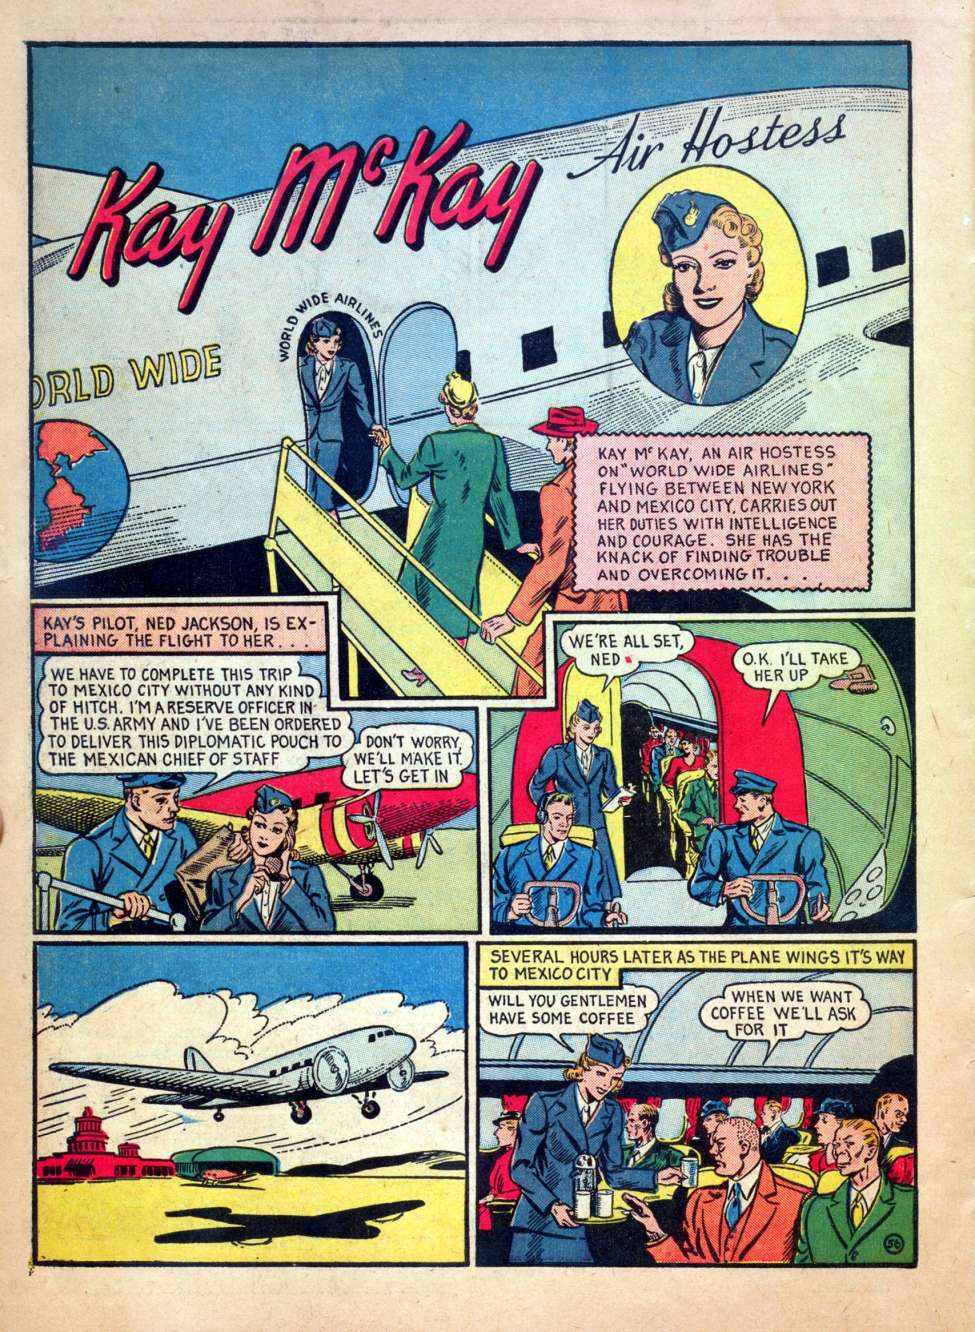 Kay McKay
Air Hostess
WORLD WIDE AIRLINES
ORLD WIDE
KAY McKAY, AN AIR HOSTESS
ON "WORLD WIDE AIRLINES"
FLYING BETWEEN NEW YORK
AND MEXICO CITY, CARRIES OUT
HER DUTIES WITH INTELLIGENCE
AND COURAGE. SHE HAS THE
KNACK OF FINDING TROUBLE
AND OVERCOMING IT. . . .
KAY'S PILOT, NED JACKSON, IS EX-
PLAINING THE FLIGHT TO HER. . .
WE HAVE TO COMPLETE THIS TRIP
TO MEXICO CITY WITHOUT ANY KIND
OF HITCH. I'M A RESERVE OFFICER IN
THE U.S. ARMY AND I'VE BEEN ORDERED
TO DELIVER THIS DIPLOMATIC POUCH TO
THE MEXICAN CHIEF OF STAFF
DON'T WORRY,
WE'LL MAKE IT.
LET'S GET IN
WE'RE ALL SET,
NED
O.K. I'LL TAKE
HER UP
SEVERAL HOURS LATER AS THE PLANE WINGS IT'S WAY
TO MEXICO CITY
WILL YOU GENTLEMEN
HAVE SOME COFFEE
WHEN WE WANT
COFFEE WE'LL ASK
FOR IT
56